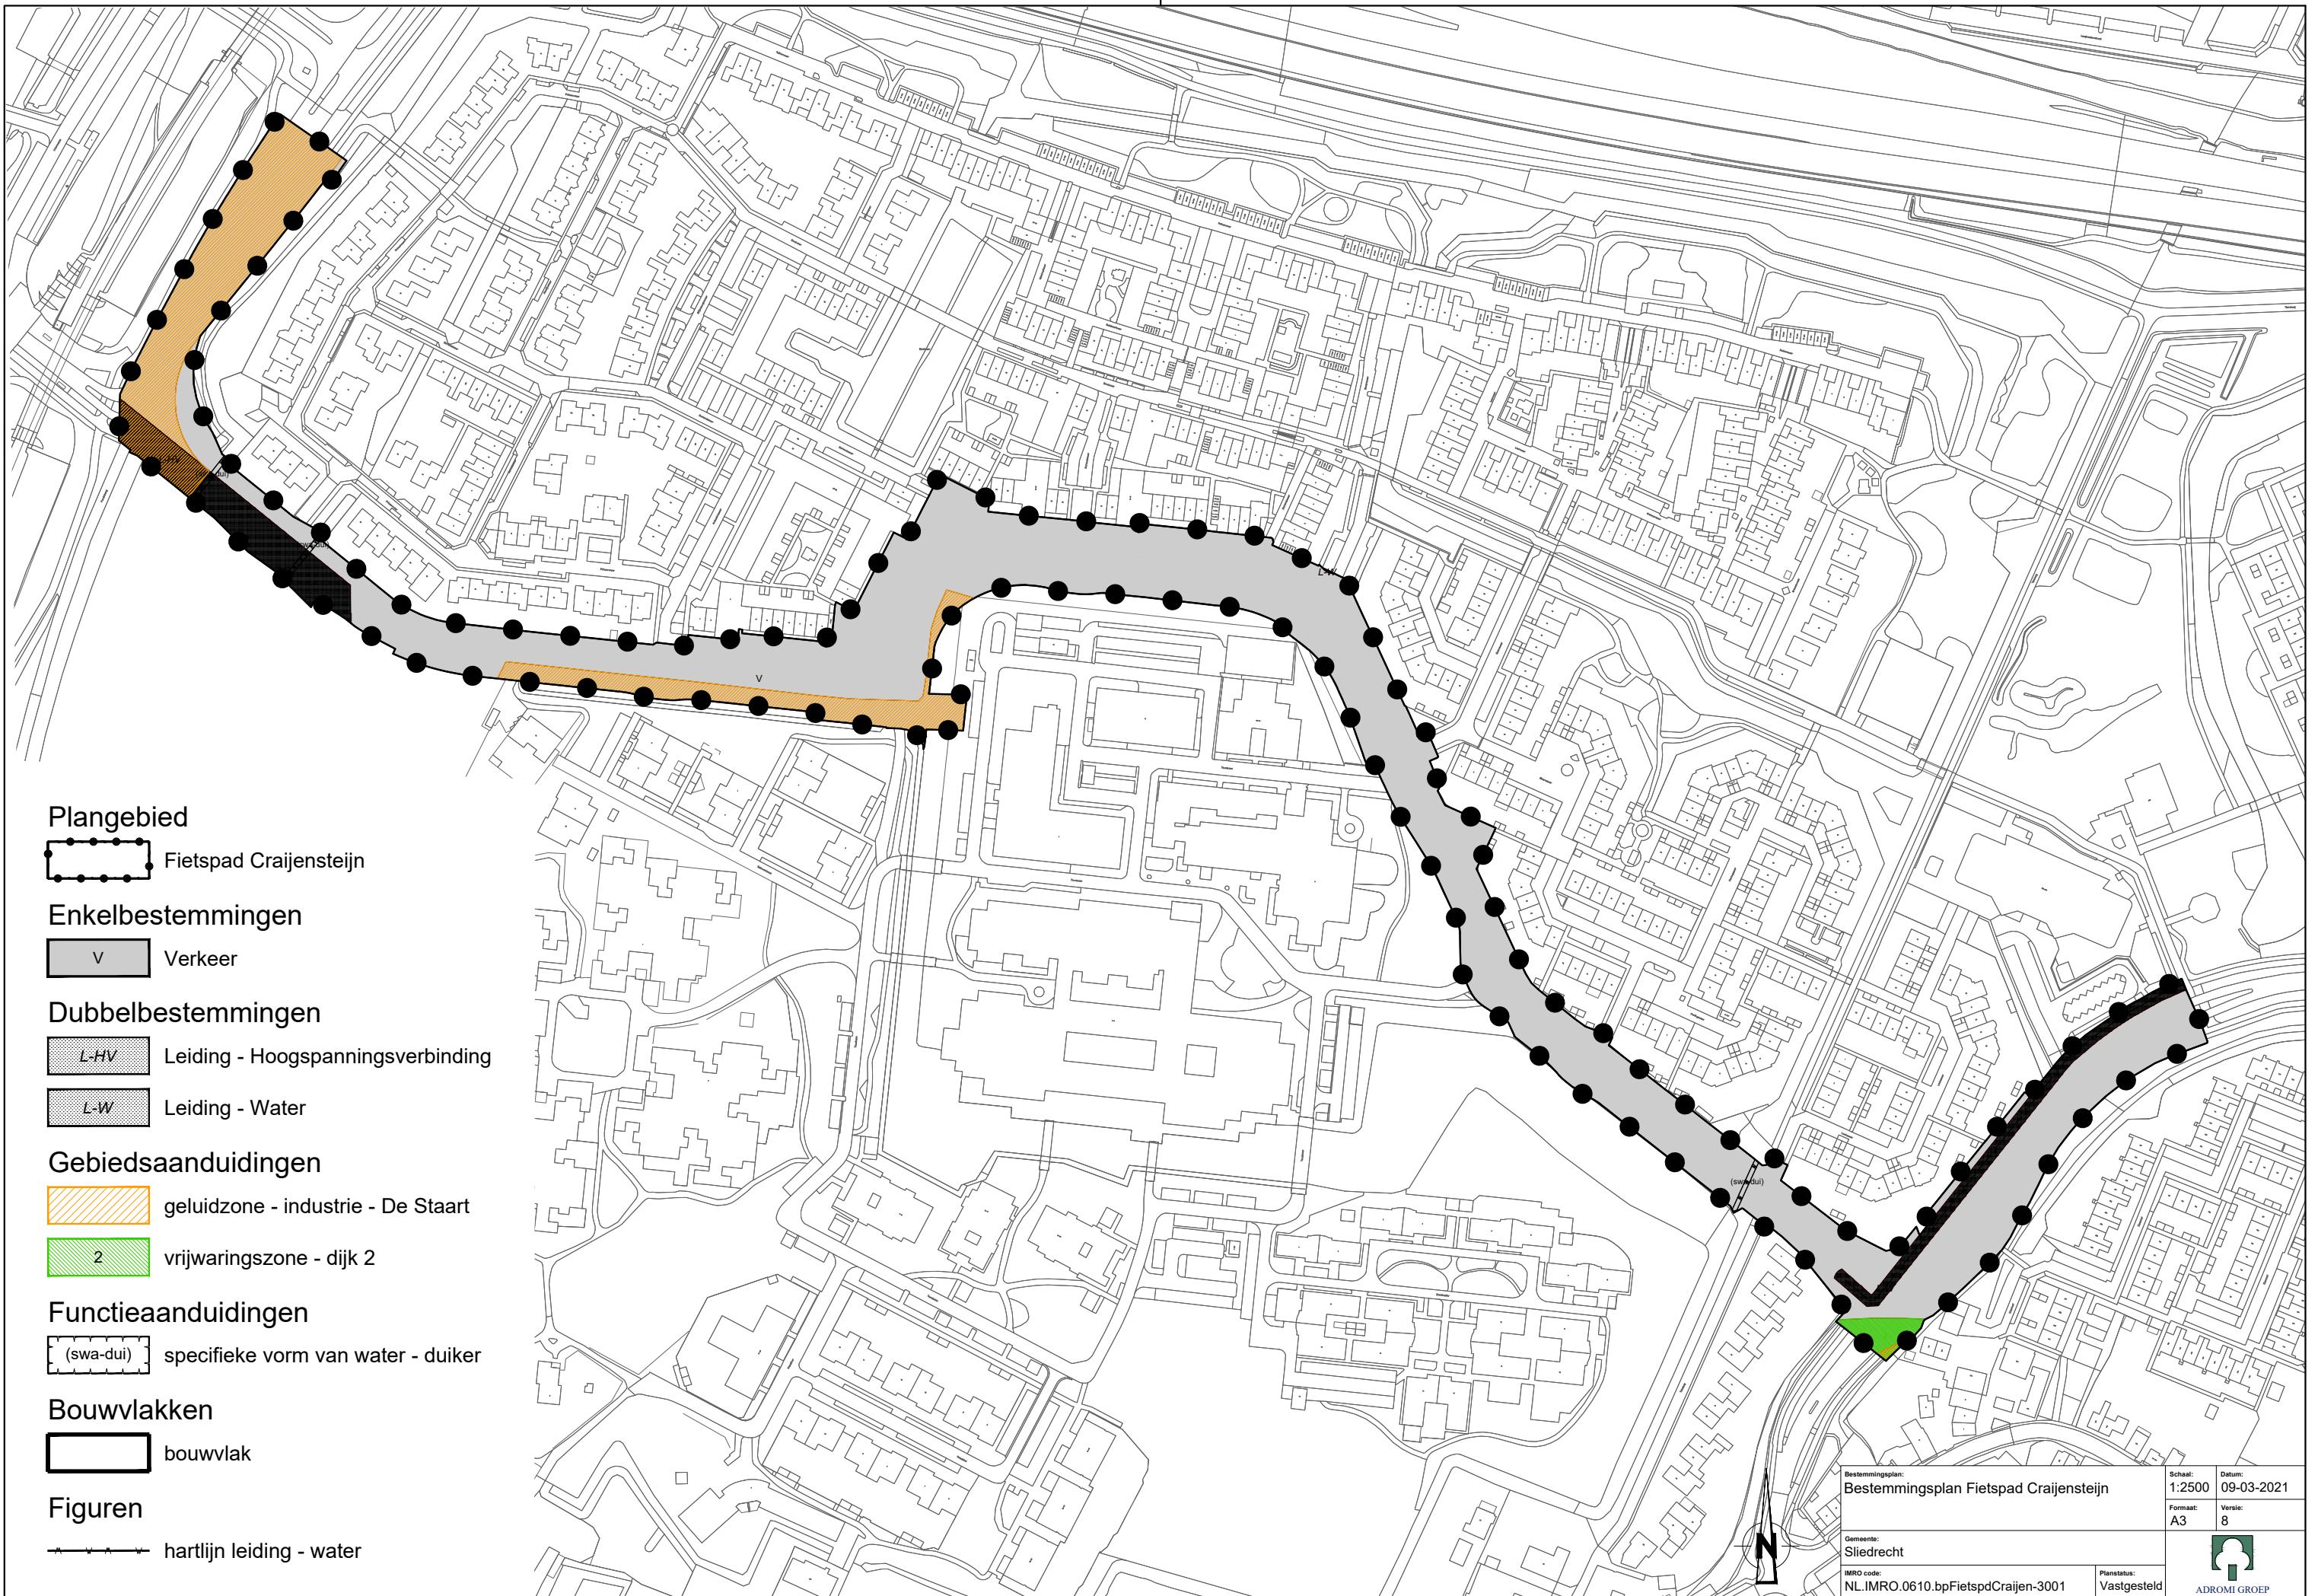 L-HV
(swa-dui)
L-W
V
(swa-dui)
Plangebied
Fietspad Craijensteijn
Enkelbestemmingen
V Verkeer
Dubbelbestemmingen
L-HV Leiding - Hoogspanningsverbinding
L-W Leiding - Water
Gebiedsaanduidingen
geluidzone - industrie - De Staart
2 vrijwaringszone - dijk 2
Functieaanduidingen
(swa-dui) specifieke vorm van water - duiker
Bouwvlakken
bouwvlak
Figuren
hartlijn leiding - water
N
Bestemmingsplan:
Bestemmingsplan Fietspad Craijensteijn
Schaal:
1:2500
Datum:
09-03-2021
Formaat:
A3
Versie:
8
Gemeente:
Sliedrecht
IMRO code:
NL.IMRO.0610.bpFietspdCraijen-3001
Planstatus:
Vastgesteld
ADROMI GROEP